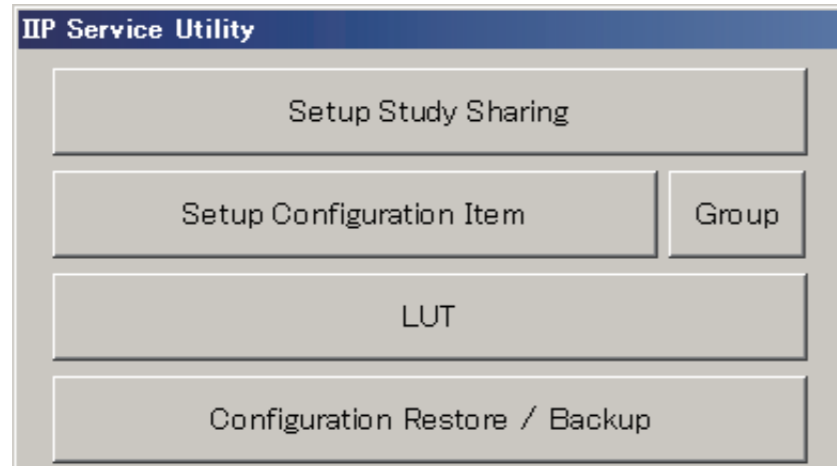 IIP Service Utility
Setup Study Sharing
Setup Configuration Item Group
LUT
Configuration Restore / Backup